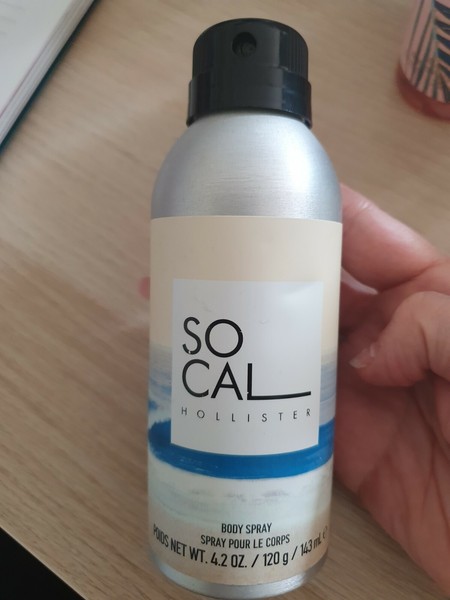 SO
CAL
HOLLISTER
BODY SPRAY
SPRAY POUR LE CORPS
POIDS NET WT. 4.2 OZ. / 120 g / 143 mL